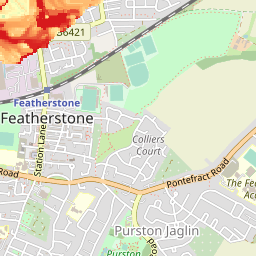 B6421
Featherstone
Featherstone
Station Lane
Colliers
Court
Pontefract Road
Road
The Fe
Ac
Purston Jaglin
Purston